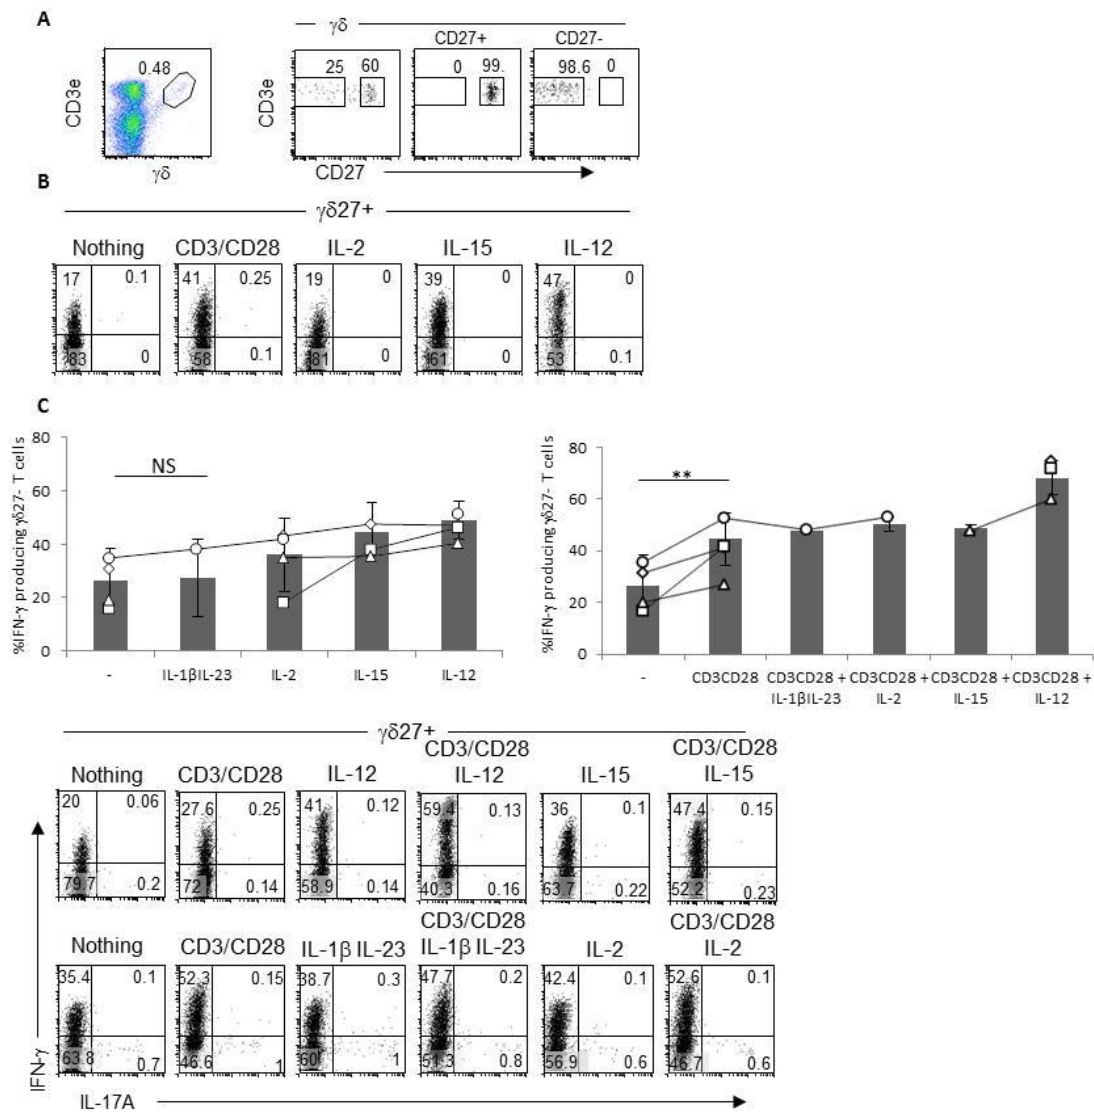 A
γδ
CD27+ CD27-
0.48 25 60 0 99. 98.6 0
CD3e CD3e
γδ CD27
B
γδ27+
Nothing CD3/CD28 IL-2 IL-15 IL-12
17 0.1 41 0.25 19 0 39 0 47 0
83 0 58 0.1 81 0 61 0 53 0.1
C
%IFN-γ producing γδ27- T cells
80
60
40
20
0
NS
- IL-1βIL-23 IL-2 IL-15 IL-12
%IFN-γ producing γδ27- T cells
80
60
40
20
0
**
- CD3CD28 CD3CD28 + CD3CD28 + CD3CD28 + CD3CD28 +
IL-1βIL-23 IL-2 IL-15 IL-12
γδ27+
CD3/CD28 CD3/CD28
Nothing CD3/CD28 IL-12 IL-12 IL-15 IL-15
20 0.06 27.6 0.25 41 0.12 59.4 0.13 36 0.1 47.4 0.15
79.7 0.2 72 0.14 58.9 0.14 40.3 0.16 63.7 0.22 52.2 0.23
CD3/CD28 CD3/CD28
Nothing CD3/CD28 IL-1β IL-23 IL-1β IL-23 IL-2 IL-2
35.4 0.1 52.3 0.15 38.7 0.3 47.7 0.2 42.4 0.1 52.6 0.1
63.8 0.7 46.6 1 60 1 51.3 0.8 56.9 0.6 46.7 0.6
IFN-γ
IL-17A